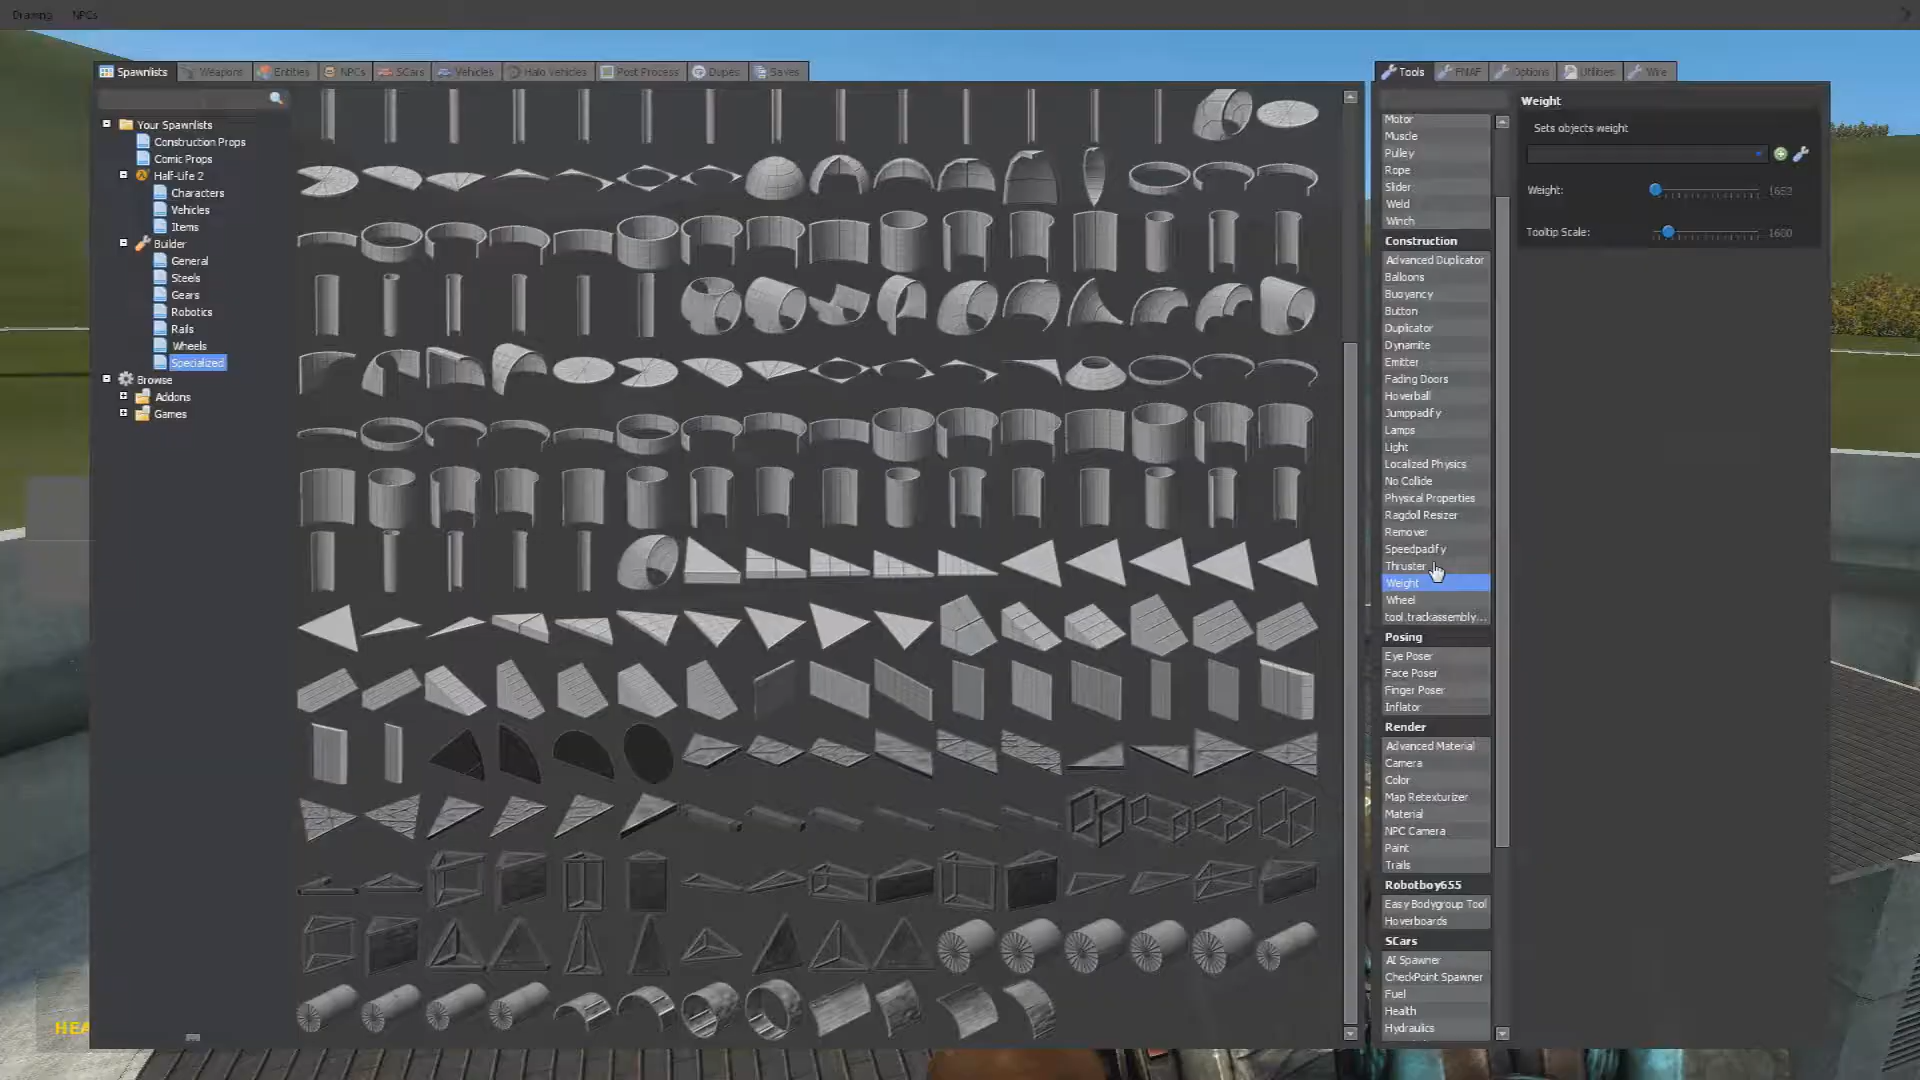 Drawing NPCs
Spawnlists Weapons Entities NPCs SCars Vehicles Halo Vehicles Post Process Dupes Saves
Your Spawnlists
Construction Props
Comic Props
Half-Life 2
Characters
Vehicles
Items
Builder
General
Steels
Gears
Robotics
Rails
Wheels
Specialized
Browse
Addons
Games
HEA
Tools FNAF Options Utilities Wire
Motor
Muscle
Pulley
Rope
Slider
Weld
Winch
Construction
Advanced Duplicator
Balloons
Buoyancy
Button
Duplicator
Dynamite
Emitter
Fading Doors
Hoverball
Jumppadify
Lamps
Light
Localized Physics
No Collide
Physical Properties
Ragdoll Resizer
Remover
Speedpadify
Thruster
Weight
Wheel
tool.trackassembly...
Posing
Eye Poser
Face Poser
Finger Poser
Inflator
Render
Advanced Material
Camera
Color
Map Retexturizer
Material
NPC Camera
Paint
Trails
Robotboy655
Easy Bodygroup Tool
Hoverboards
SCars
AI Spawner
CheckPoint Spawner
Fuel
Health
Hydraulics
Weight
Sets objects weight
Weight: 1652
Tooltip Scale: 1600